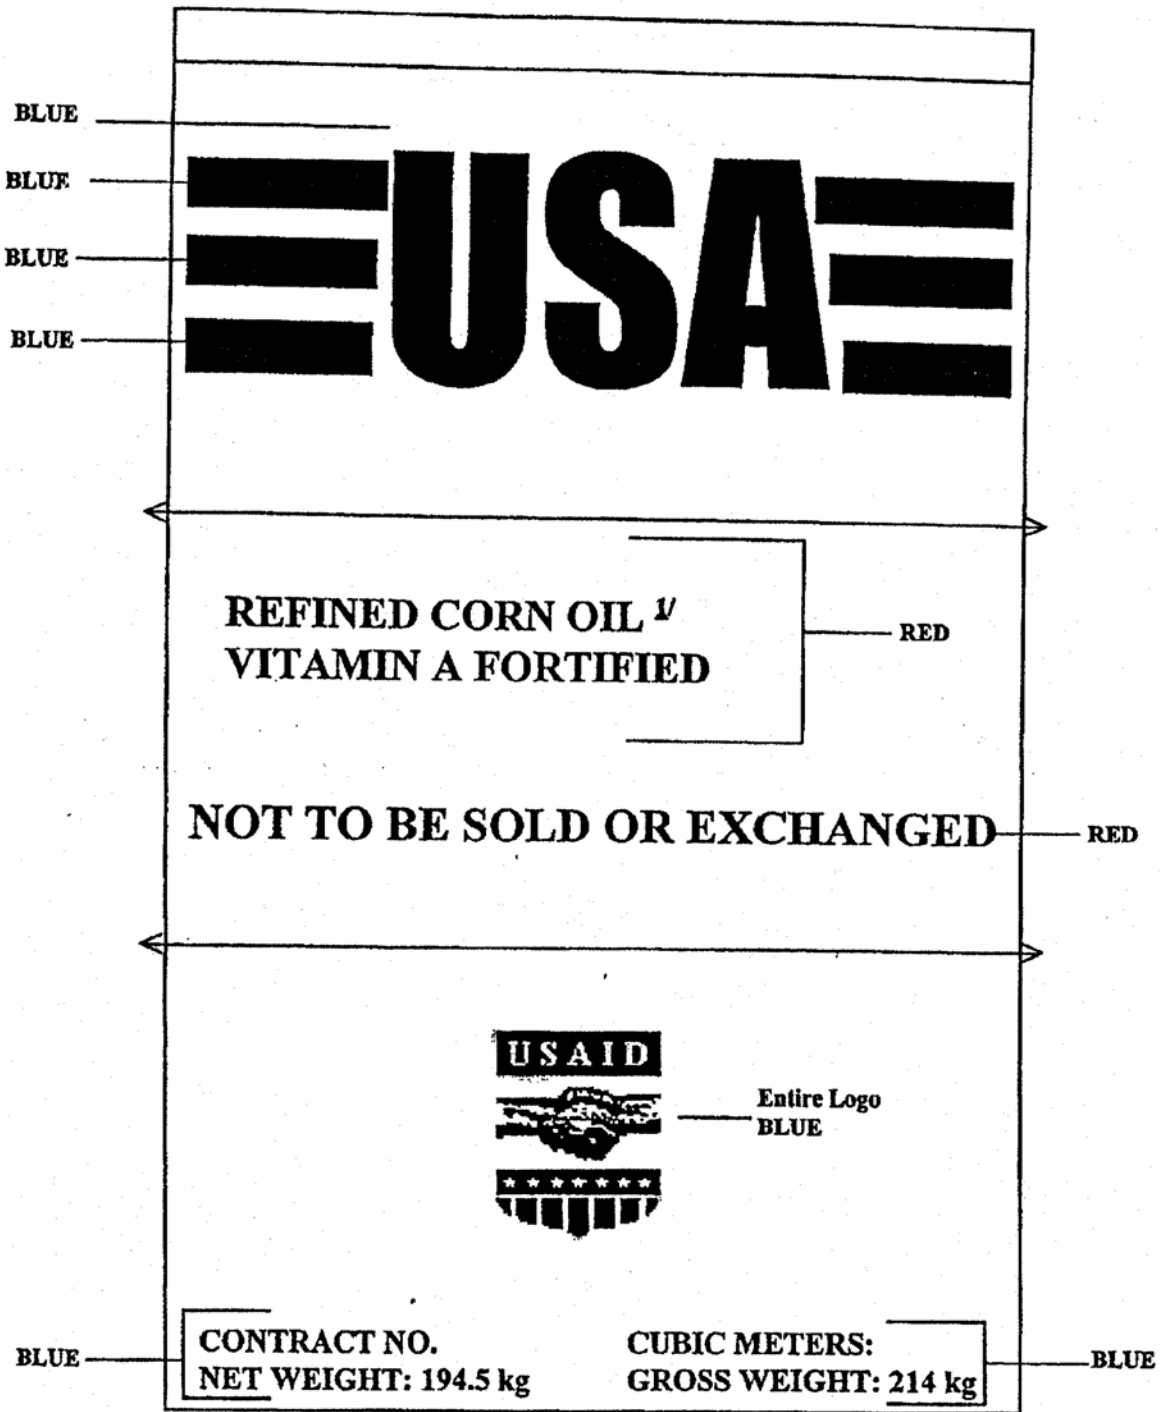 BLUE
USA
BLUE
BLUE
BLUE
REFINED CORN OIL 1/
VITAMIN A FORTIFIED
RED
NOT TO BE SOLD OR EXCHANGED
RED
USAID
Entire Logo
BLUE
BLUE
CONTRACT NO.
NET WEIGHT: 194.5 kg
CUBIC METERS:
GROSS WEIGHT: 214 kg
BLUE